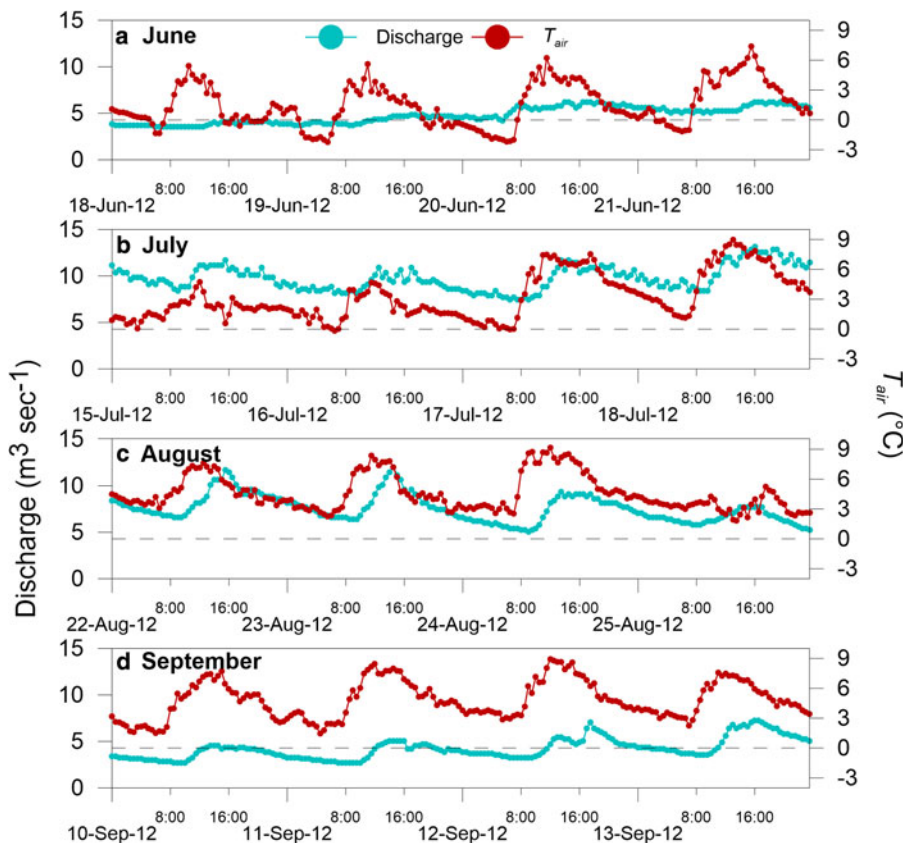 a June
Discharge
T air
15
10
5
0
9
6
3
0
-3
8:00 16:00 8:00 16:00 8:00 16:00 8:00 16:00
18-Jun-12 19-Jun-12 20-Jun-12 21-Jun-12
b July
15
10
5
0
9
6
3
0
-3
8:00 16:00 8:00 16:00 8:00 16:00 8:00 16:00
15-Jul-12 16-Jul-12 17-Jul-12 18-Jul-12
Discharge (m³ sec⁻¹)
T air (°C)
c August
15
10
5
0
9
6
3
0
-3
8:00 16:00 8:00 16:00 8:00 16:00 8:00 16:00
22-Aug-12 23-Aug-12 24-Aug-12 25-Aug-12
d September
15
10
5
0
9
6
3
0
-3
8:00 16:00 8:00 16:00 8:00 16:00 8:00 16:00
10-Sep-12 11-Sep-12 12-Sep-12 13-Sep-12